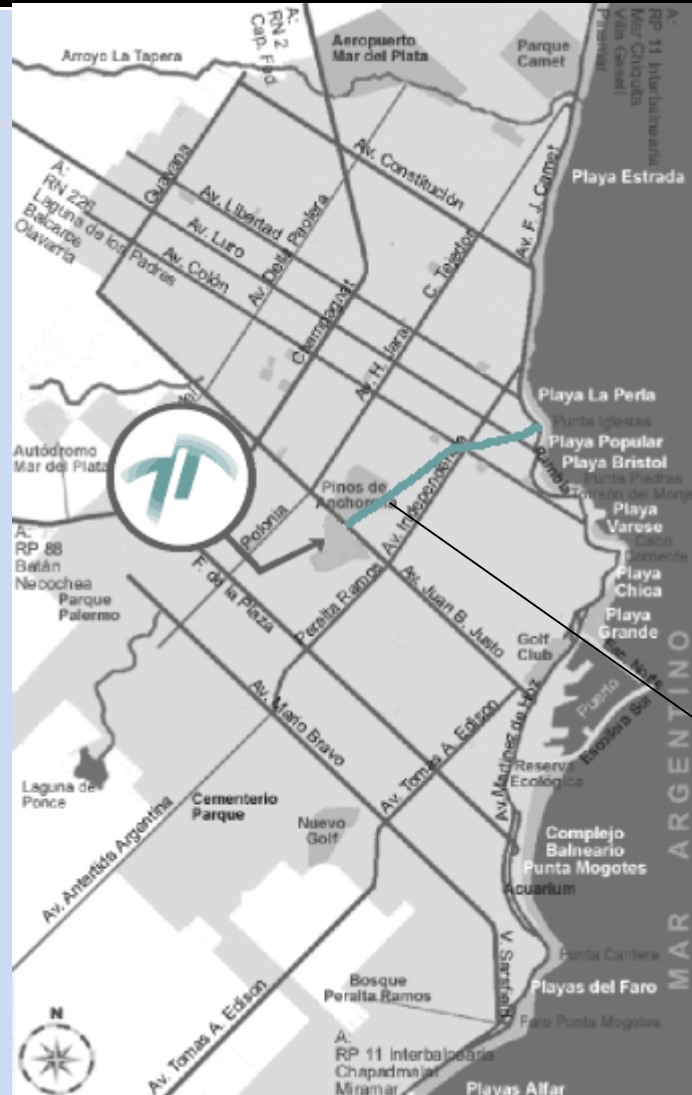 A:
RN 2
Cap. Fed.
A:
RP 11 Interbalnearia
Mar Chiquita
Villa Gesell
Pinamar
Arroyo La Tapera
Aeropuerto
Mar del Plata
Parque
Camet
Playa Estrada
Av. Constitución
Av. F. J. Camet
Guayana
Av. Libertad
Av. Luro
Av. Colón
Av. Della Paolera
Champagnat
C. Tejedor
Av. H. Jara
A:
RN 226
Laguna de los Padres
Balcarce
Olavarría
Playa La Perla
Punta Iglesias
Playa Popular
Playa Bristol
Rambla
Punta Piedras
Torreón del Monje
Playa
Varese
Cabo
Corriente
Playa
Chica
Playa
Grande
Autódromo
Mar del Plata
Pinos de
Anchorena
Av. Independencia
Polonia
A:
RP 88
Batán
Necochea
Parque
Palermo
F. de la Plaza
Peralta Ramos
Av. Juan B. Justo
Golf
Club
Esc. Norte
Puerto
Escollera Sur
MAR ARGENTINO
Av. Mario Bravo
Av. Tomas A. Edison
Av. Martinez de Hoz
Reserva
Ecológica
Laguna de
Ponce
Cementerio
Parque
Nuevo
Golf
Complejo
Balneario
Punta Mogotes
Acuarium
Av. Antartida Argentina
Punta Cantera
V. Sarsfield
Bosque
Peralta Ramos
Playas del Faro
Faro Punta Mogotes
Av. Tomas A. Edison
N
A:
RP 11 Interbalnearia
Chapadmalal
Miramar
Playas Alfar